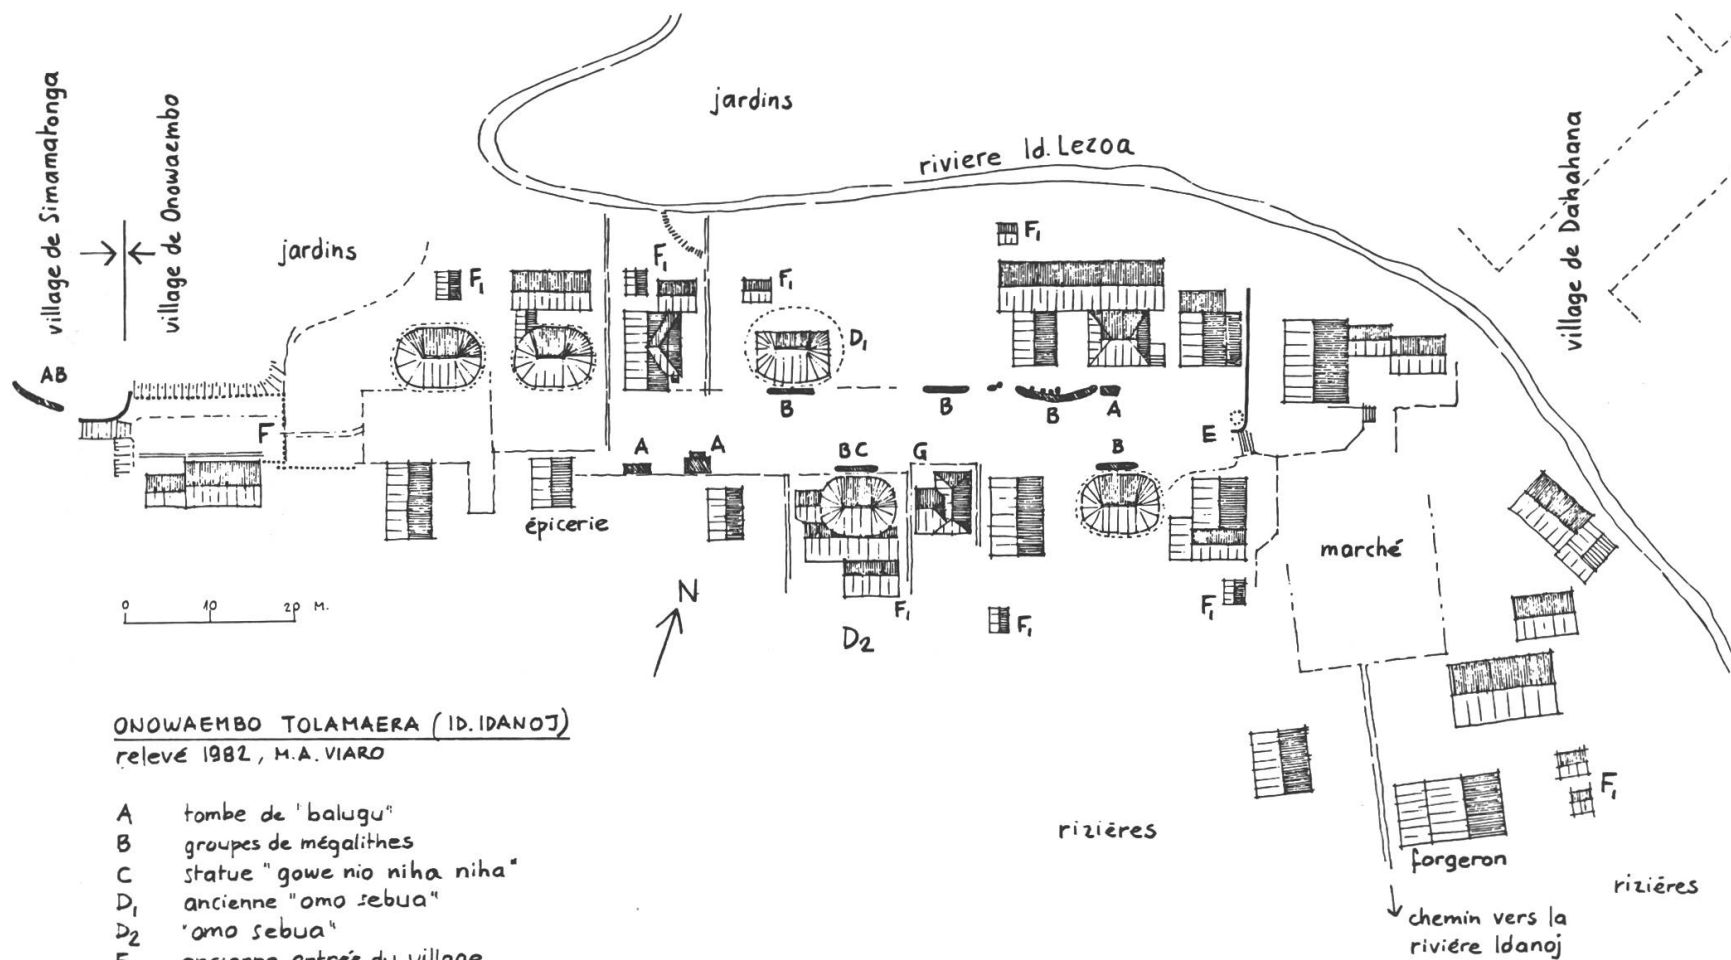 village de Simamatonga
village de Onowaembo
jardins
riviere Id. Lezoa
village de Dahahana
jardins
F₁
F₁
F₁
F₁
AB
D₁
B
B
B
A
F
A
A
BC
G
B
E
épicerie
marché
0 10 20 M.
N
F₁
D₂
F₁
F₁
ONOWAEMBO TOLAMAERA (ID. IDANOJ)
relevé 1982, M.A. VIARO
A tombe de "balugu"
B groupes de mégalithes
C statue "gowe nio niha niha"
D₁ ancienne "omo sebua"
D₂ "omo sebua"
riziéres
F₁
forgeron
riziéres
chemin vers la
riviére Idanoj